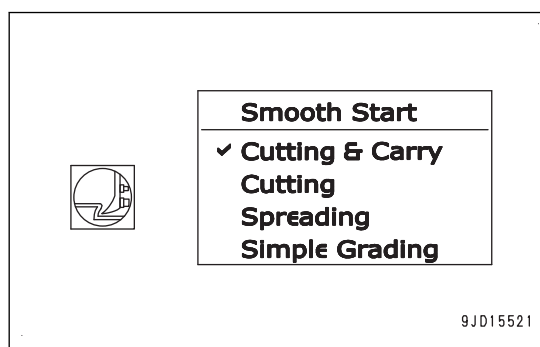 Smooth Start
✓ Cutting & Carry
Cutting
Spreading
Simple Grading
9JD15521